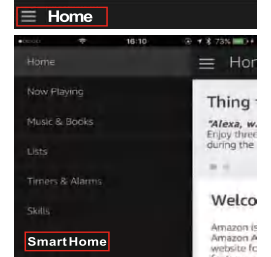 Home
16:10
73%
Home
Hor
Now Playing
Thing
Music & Books
"Alexa, w
Enjoy three
during the
Lists
Timers & Alarms
Welco
Skills
Amazon is
Amazon A
website fo
Smart Home